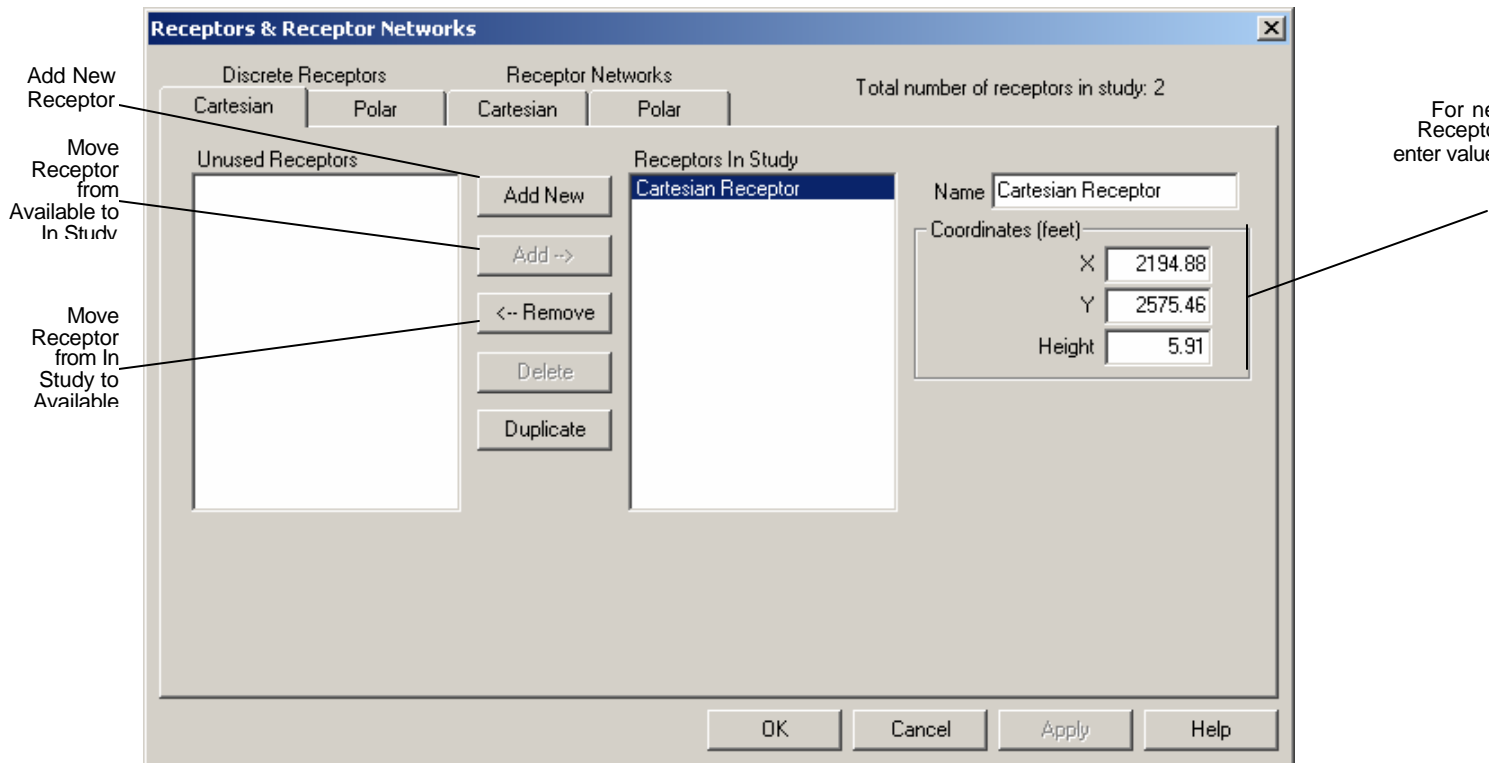 Receptors & Receptor Networks
Add New
Receptor
Move
Receptor
from
Available to
In Study
Move
Receptor
from In
Study to
Available
Discrete Receptors
Receptor Networks
Total number of receptors in study: 2
Cartesian
Polar
Cartesian
Polar
Unused Receptors
Add New
Add -->
<-- Remove
Delete
Duplicate
Receptors In Study
Cartesian Receptor
Name Cartesian Receptor
Coordinates (feet)
X 2194.88
Y 2575.46
Height 5.91
OK
Cancel
Apply
Help
For
enter